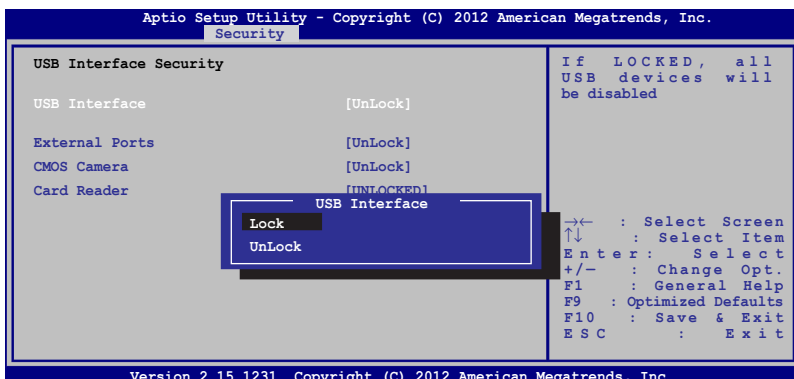 Aptio Setup Utility - Copyright (C) 2012 American Megatrends, Inc.
Security
USB Interface Security
USB Interface [UnLock]
External Ports [UnLock]
CMOS Camera [UnLock]
Card Reader [UNLOCKED]
USB Interface
Lock
UnLock
If LOCKED, all
USB devices will
be disabled
→← : Select Screen
↑↓ : Select Item
Enter: Select
+/— : Change Opt.
F1 : General Help
F9 : Optimized Defaults
F10 : Save & Exit
ESC : Exit
Version 2.15.1231. Copyright (C) 2012 American Megatrends, Inc.